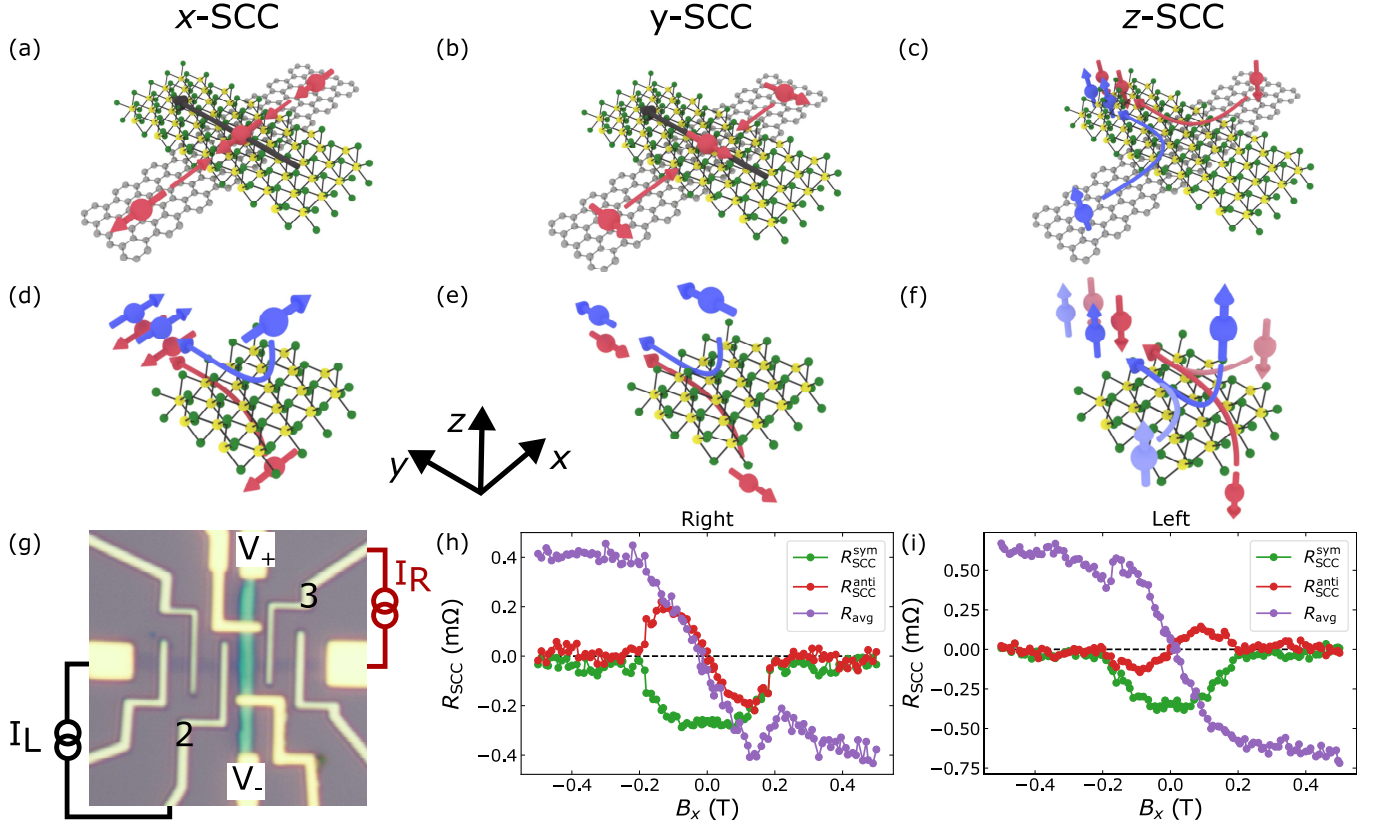 x-SCC y-SCC z-SCC
(a) (b) (c)
(d) (e) (f)
z
y x
(g) V+ I_R 3
I_L 2 V-
(h) Right
R_SCC^sym
R_SCC^anti
R_avg
R_SCC (mΩ)
0.4
0.2
0.0
−0.2
−0.4
−0.4 −0.2 0.0 0.2 0.4
B_x (T)
(i) Left
R_SCC^sym
R_SCC^anti
R_avg
R_SCC (mΩ)
0.50
0.25
0.00
−0.25
−0.50
−0.75
−0.4 −0.2 0.0 0.2 0.4
B_x (T)